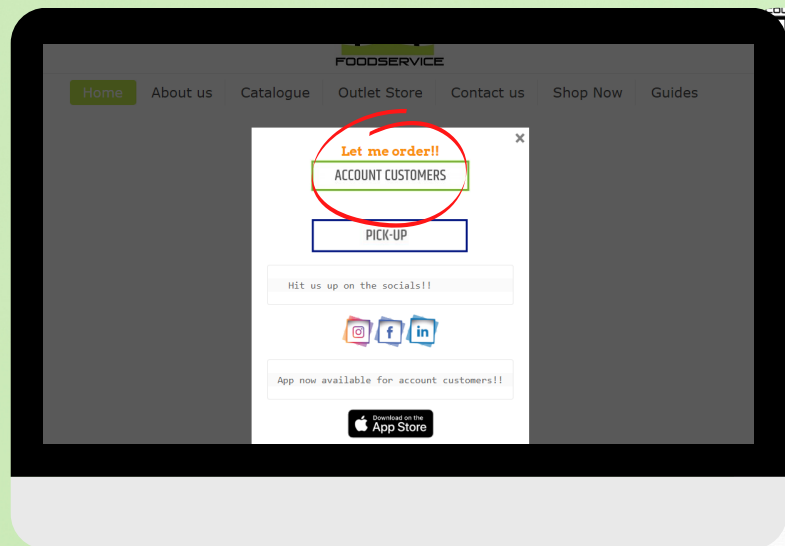 FOODSERVICE
Home About us Catalogue Outlet Store Contact us Shop Now Guides
×
Let me order!!
ACCOUNT CUSTOMERS
PICK-UP
Hit us up on the socials!!
f in
App now available for account customers!!
Download on the
App Store